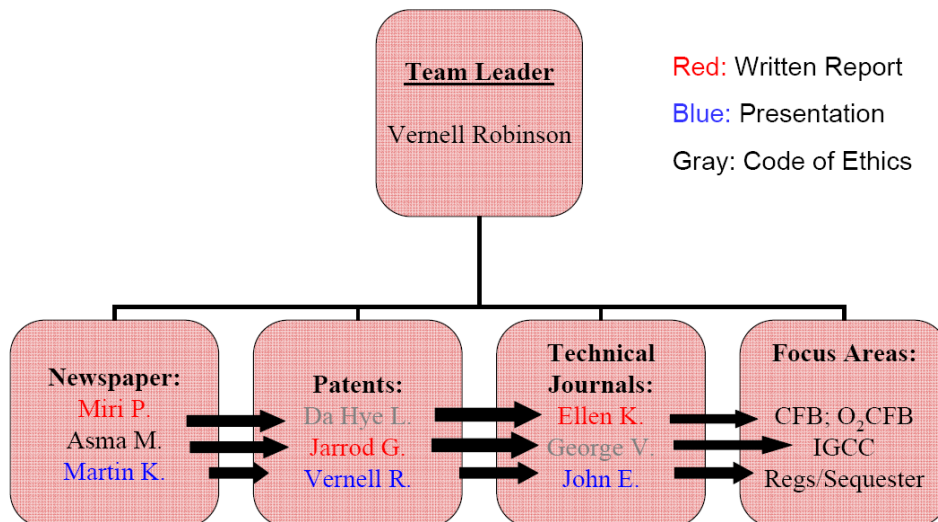 Team Leader
Vernell Robinson
Red: Written Report
Blue: Presentation
Gray: Code of Ethics
Newspaper:
Miri P.
Asma M.
Martin K.
Patents:
Da Hye L.
Jarrod G.
Vernell R.
Technical
Journals:
Ellen K.
George V.
John E.
Focus Areas:
CFB; O₂CFB
IGCC
Regs/Sequester